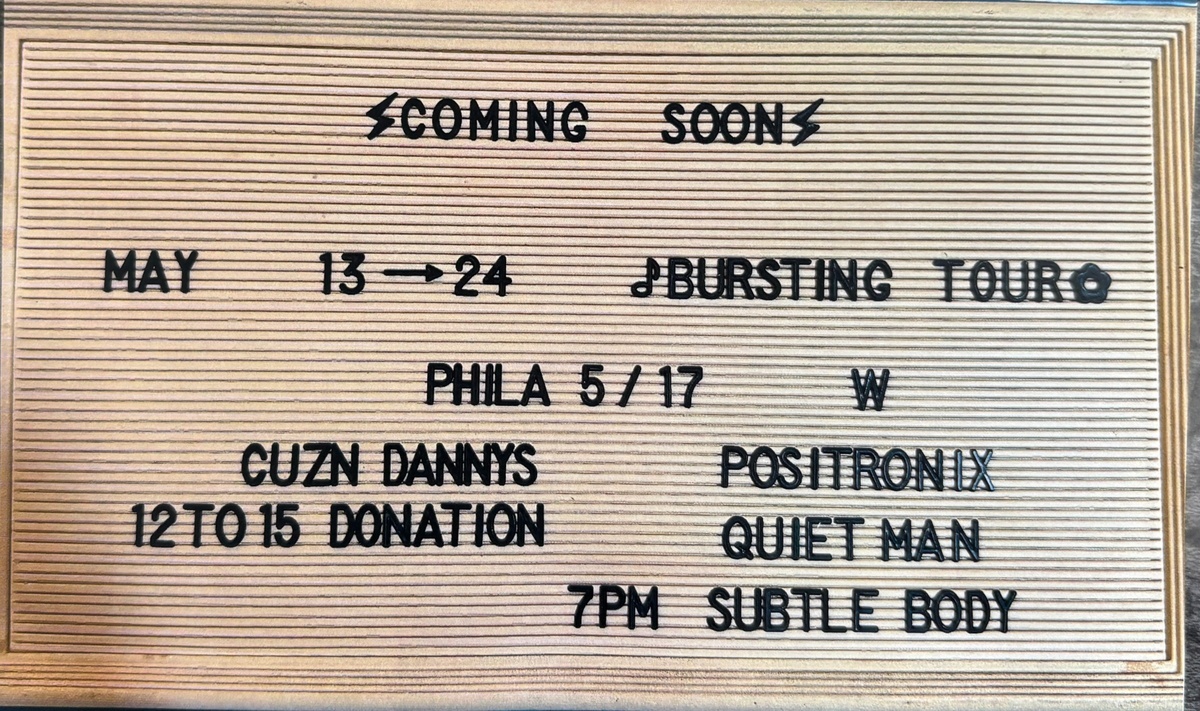 ⚡COMING SOON⚡
MAY 13 → 24 ♪BURSTING TOUR✿
PHILA 5/17 W
CUZN DANNYS POSITRONIX
12 TO 15 DONATION QUIET MAN
7PM SUBTLE BODY